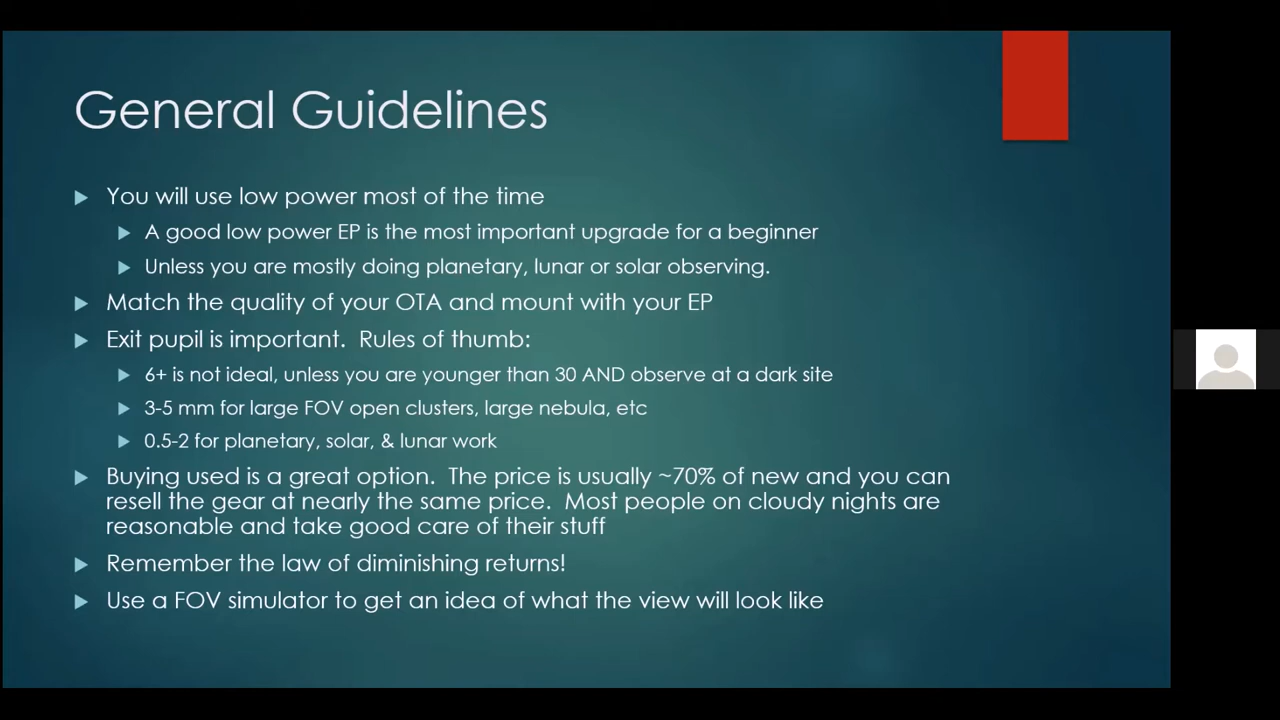 General Guidelines
You will use low power most of the time
A good low power EP is the most important upgrade for a beginner
Unless you are mostly doing planetary, lunar or solar observing.
Match the quality of your OTA and mount with your EP
Exit pupil is important.  Rules of thumb:
6+ is not ideal, unless you are younger than 30 AND observe at a dark site
3-5 mm for large FOV open clusters, large nebula, etc
0.5-2 for planetary, solar, & lunar work
Buying used is a great option.  The price is usually ~70% of new and you can
resell the gear at nearly the same price.  Most people on cloudy nights are
reasonable and take good care of their stuff
Remember the law of diminishing returns!
Use a FOV simulator to get an idea of what the view will look like